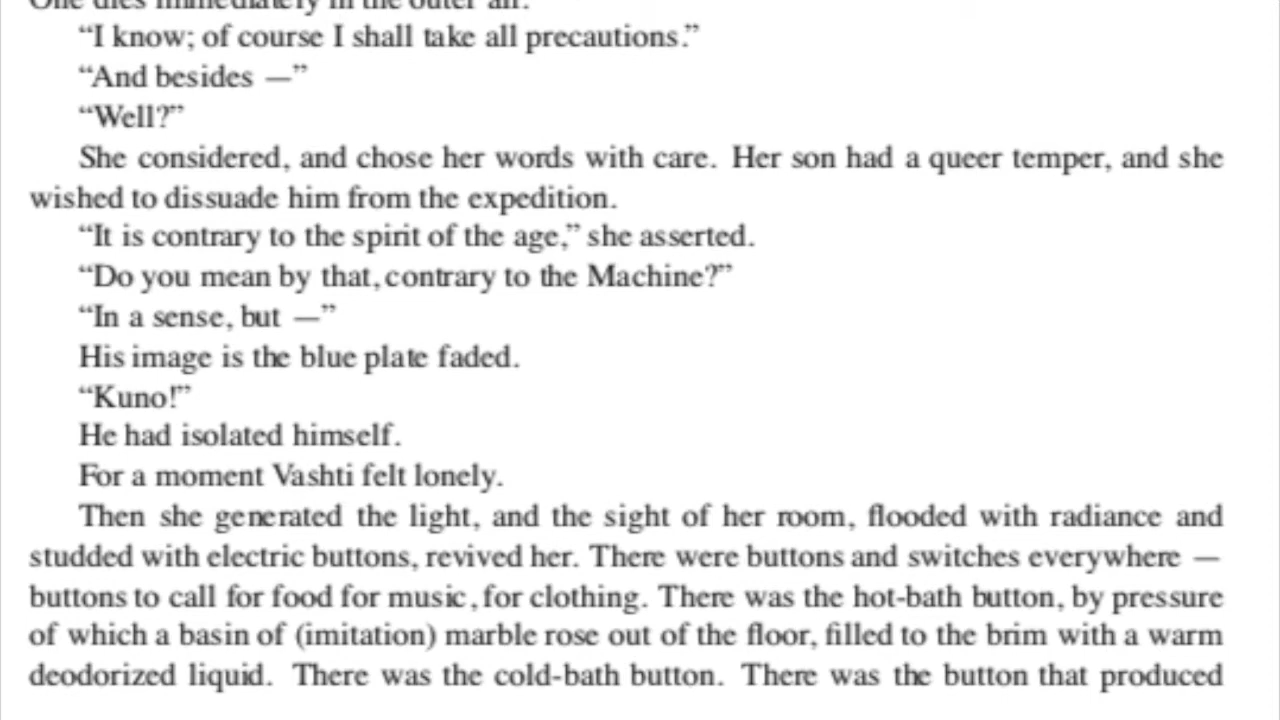 One dies immediately in the outer air.
“I know; of course I shall take all precautions.”
“And besides —”
“Well?”
She considered, and chose her words with care. Her son had a queer temper, and she
wished to dissuade him from the expedition.
“It is contrary to the spirit of the age,” she asserted.
“Do you mean by that, contrary to the Machine?”
“In a sense, but —”
His image is the blue plate faded.
“Kuno!”
He had isolated himself.
For a moment Vashti felt lonely.
Then she generated the light, and the sight of her room, flooded with radiance and
studded with electric buttons, revived her. There were buttons and switches everywhere —
buttons to call for food for music, for clothing. There was the hot-bath button, by pressure
of which a basin of (imitation) marble rose out of the floor, filled to the brim with a warm
deodorized liquid. There was the cold-bath button. There was the button that produced